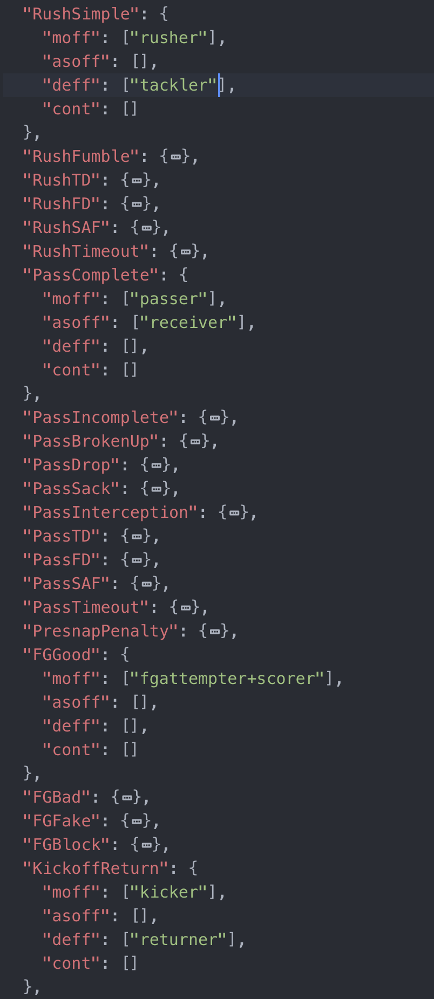 "RushSimple": {
"moff": ["rusher"],
"asoff": [],
"deff": ["tackler"],
"cont": []
},
"RushFumble": {…},
"RushTD": {…},
"RushFD": {…},
"RushSAF": {…},
"RushTimeout": {…},
"PassComplete": {
"moff": ["passer"],
"asoff": ["receiver"],
"deff": [],
"cont": []
},
"PassIncomplete": {…},
"PassBrokenUp": {…},
"PassDrop": {…},
"PassSack": {…},
"PassInterception": {…},
"PassTD": {…},
"PassFD": {…},
"PassSAF": {…},
"PassTimeout": {…},
"PresnapPenalty": {…},
"FGGood": {
"moff": ["fgattempter+scorer"],
"asoff": [],
"deff": [],
"cont": []
},
"FGBad": {…},
"FGFake": {…},
"FGBlock": {…},
"KickoffReturn": {
"moff": ["kicker"],
"asoff": [],
"deff": ["returner"],
"cont": []
},